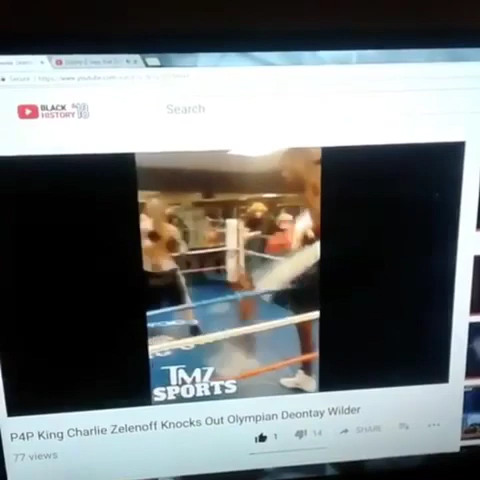 BLACK & '18
HISTORY
Search
TMZ
SPORTS
P4P King Charlie Zelenoff Knocks Out Olympian Deontay Wilder
77 views
1
14
SHARE